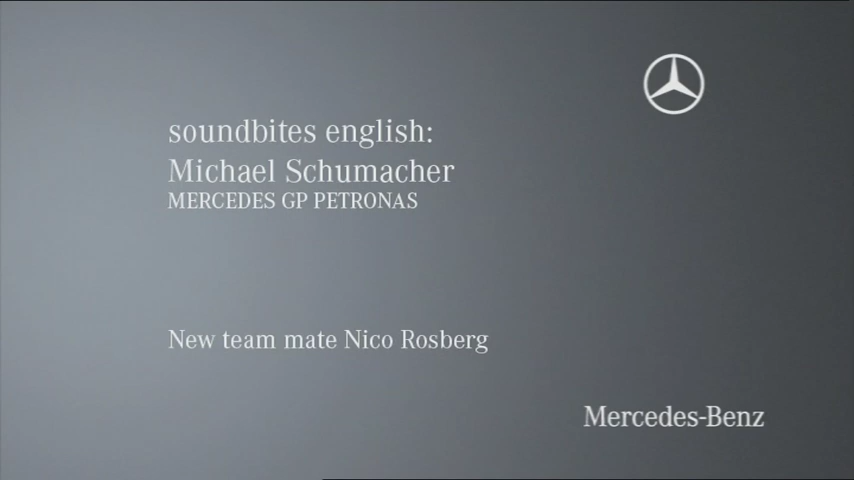 soundbites english:
Michael Schumacher
MERCEDES GP PETRONAS
New team mate Nico Rosberg
Mercedes-Benz